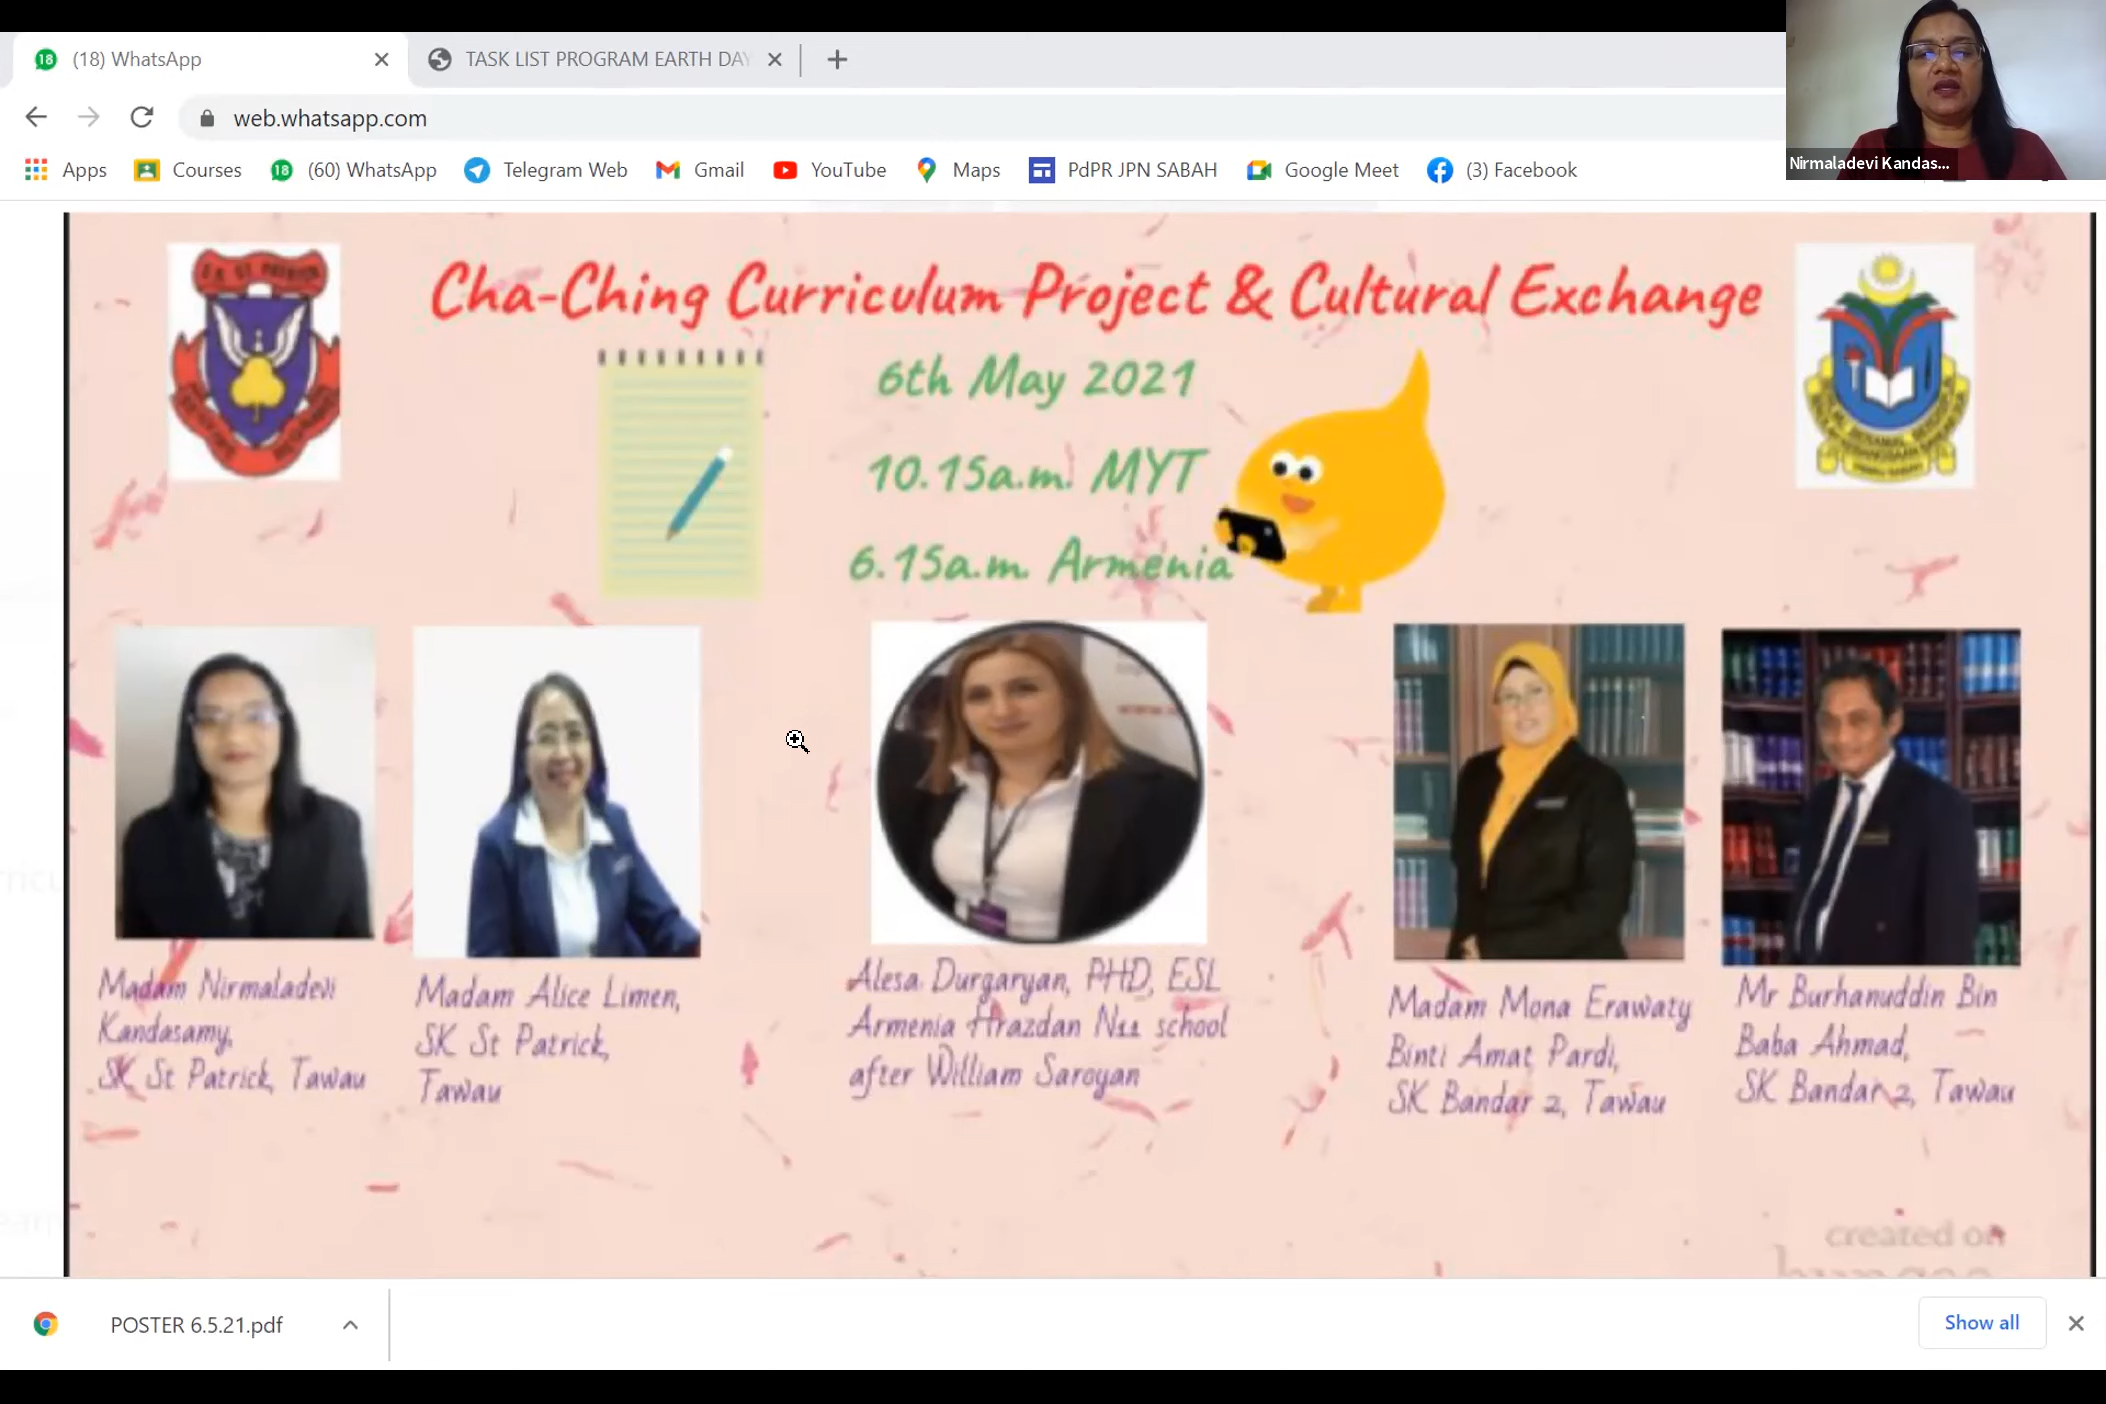 (18) WhatsApp
TASK LIST PROGRAM EARTH DAY
web.whatsapp.com
Apps
Courses
18
(60) WhatsApp
Telegram Web
Gmail
YouTube
Maps
PdPR JPN SABAH
Google Meet
(3) Facebook
Nirmaladevi Kandas...
S.K. ST PATRICK
Cha-Ching Curriculum Project & Cultural Exchange
6th May 2021
10.15a.m. MYT
6.15a.m. Armenia
Madam Nirmaladevi
Kandasamy,
SK St Patrick, Tawau
Madam Alice Limen,
SK St Patrick,
Tawau
Alesa Durgaryan, PHD, ESL
Armenia Hrazdan N11 school
after William Saroyan
Madam Mona Erawaty
Binti Amat Pardi,
SK Bandar 2, Tawau
Mr Burhanuddin Bin
Baba Ahmad,
SK Bandar 2, Tawau
created on
POSTER 6.5.21.pdf
Show all